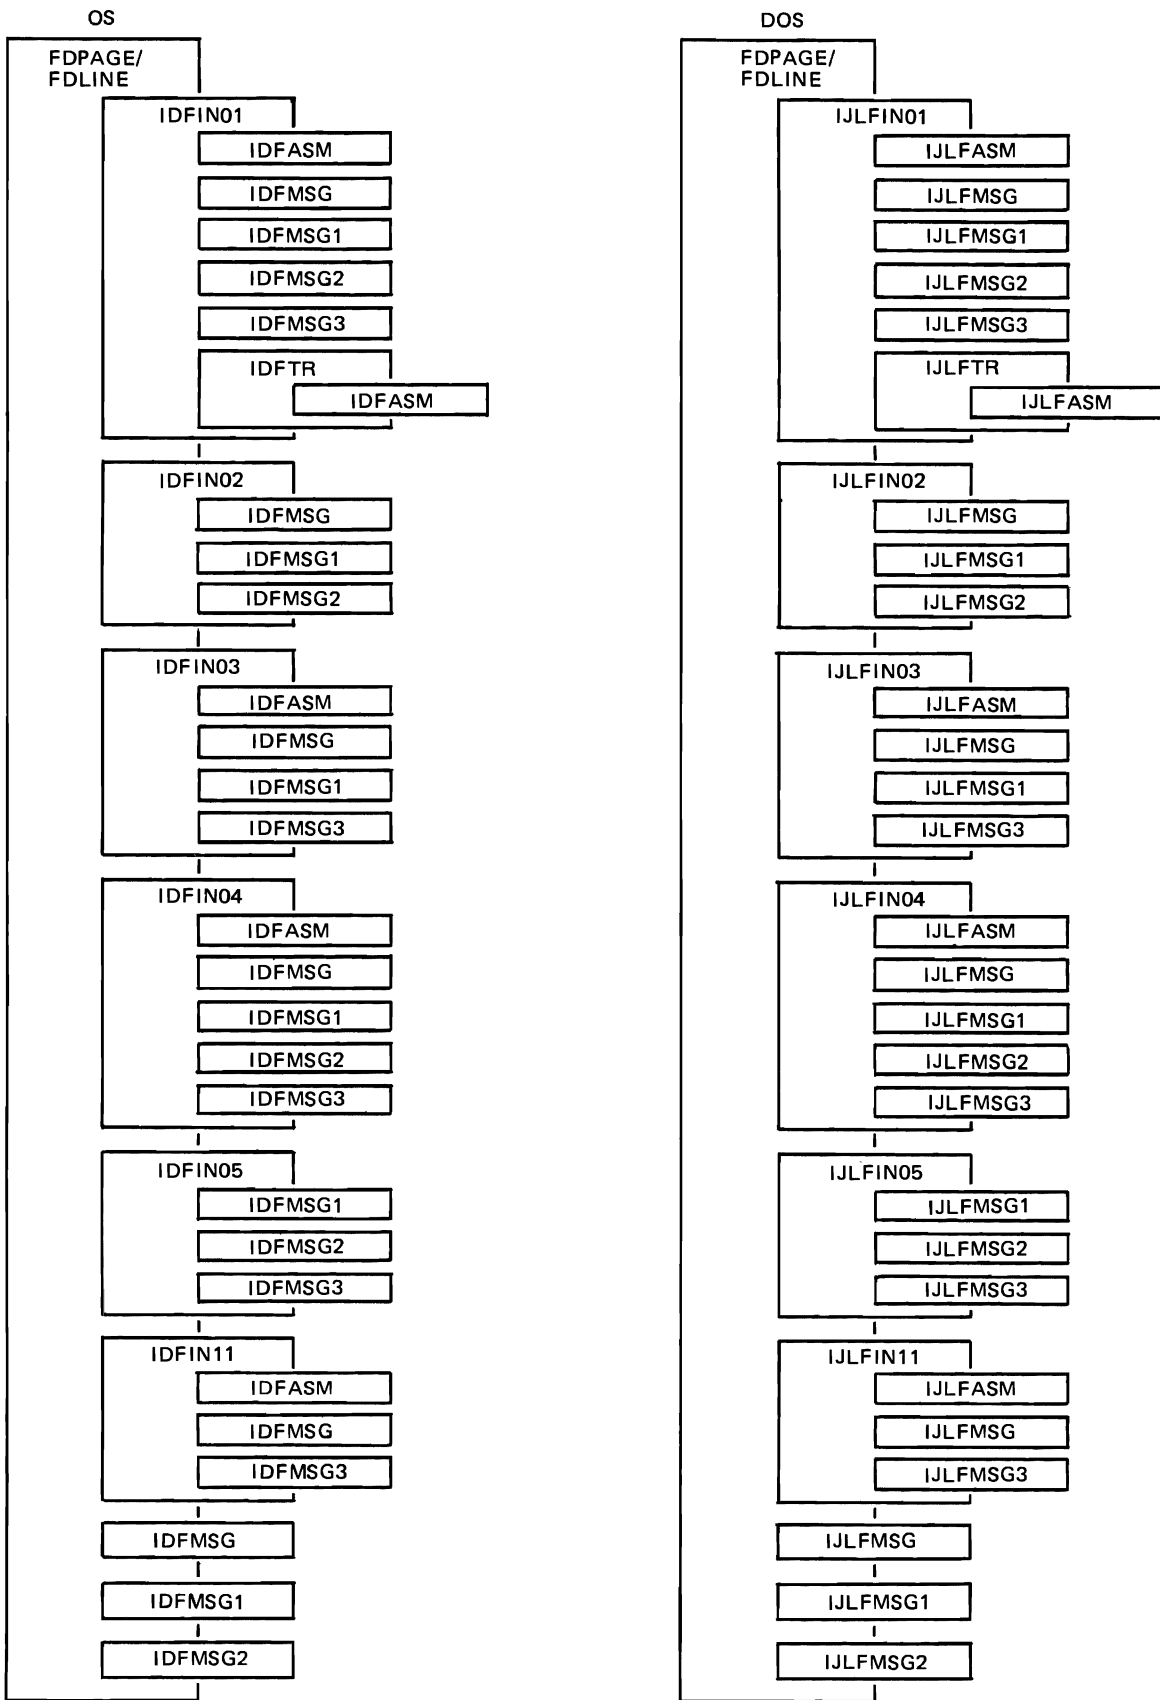 OS
FDPAGE/
FDLINE
IDFIN01
IDFASM
IDFMSG
IDFMSG1
IDFMSG2
IDFMSG3
IDFTR
IDFASM
IDFIN02
IDFMSG
IDFMSG1
IDFMSG2
IDFIN03
IDFASM
IDFMSG
IDFMSG1
IDFMSG3
IDFIN04
IDFASM
IDFMSG
IDFMSG1
IDFMSG2
IDFMSG3
IDFIN05
IDFMSG1
IDFMSG2
IDFMSG3
IDFIN11
IDFASM
IDFMSG
IDFMSG3
IDFMSG
IDFMSG1
IDFMSG2
DOS
FDPAGE/
FDLINE
IJLFIN01
IJLFASM
IJLFMSG
IJLFMSG1
IJLFMSG2
IJLFMSG3
IJLFTR
IJLFASM
IJLFIN02
IJLFMSG
IJLFMSG1
IJLFMSG2
IJLFIN03
IJLFASM
IJLFMSG
IJLFMSG1
IJLFMSG3
IJLFIN04
IJLFASM
IJLFMSG
IJLFMSG1
IJLFMSG2
IJLFMSG3
IJLFIN05
IJLFMSG1
IJLFMSG2
IJLFMSG3
IJLFIN11
IJLFASM
IJLFMSG
IJLFMSG3
IJLFMSG
IJLFMSG1
IJLFMSG2